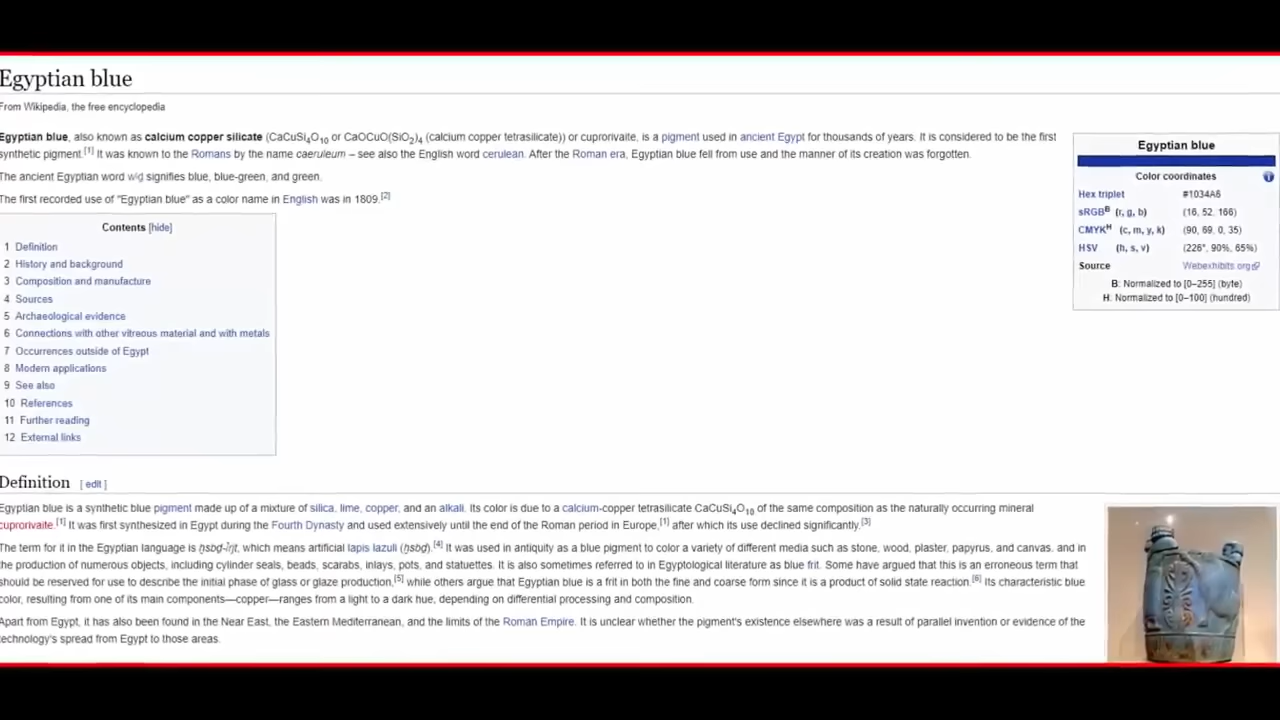 Egyptian blue
From Wikipedia, the free encyclopedia
Egyptian blue, also known as calcium copper silicate (CaCuSi4O10 or CaOCuO(SiO2)4 (calcium copper tetrasilicate)) or cuprorivaite, is a pigment used in ancient Egypt for thousands of years. It is considered to be the first
synthetic pigment.[1] It was known to the Romans by the name caeruleum – see also the English word cerulean. After the Roman era, Egyptian blue fell from use and the manner of its creation was forgotten.
The ancient Egyptian word signifies blue, blue-green, and green.
The first recorded use of "Egyptian blue" as a color name in English was in 1809.[2]
Egyptian blue
Color coordinates
Hex triplet #1034A6
sRGBB (r, g, b) (16, 52, 166)
CMYKH (c, m, y, k) (90, 69, 0, 35)
HSV (h, s, v) (226°, 90%, 65%)
Source Webexhibits.org
B: Normalized to [0–255] (byte)
H: Normalized to [0–100] (hundred)
Contents [hide]
1 Definition
2 History and background
3 Composition and manufacture
4 Sources
5 Archaeological evidence
6 Connections with other vitreous material and with metals
7 Occurrences outside of Egypt
8 Modern applications
9 See also
10 References
11 Further reading
12 External links
Definition [ edit ]
Egyptian blue is a synthetic blue pigment made up of a mixture of silica, lime, copper, and an alkali. Its color is due to a calcium-copper tetrasilicate CaCuSi4O10 of the same composition as the naturally occurring mineral
cuprorivaite.[1] It was first synthesized in Egypt during the Fourth Dynasty and used extensively until the end of the Roman period in Europe,[1] after which its use declined significantly.[3]
The term for it in the Egyptian language is ḫsbḏ-ỉrjt, which means artificial lapis lazuli (ḫsbḏ).[4] It was used in antiquity as a blue pigment to color a variety of different media such as stone, wood, plaster, papyrus, and canvas, and in
the production of numerous objects, including cylinder seals, beads, scarabs, inlays, pots, and statuettes. It is also sometimes referred to in Egyptological literature as blue frit. Some have argued that this is an erroneous term that
should be reserved for use to describe the initial phase of glass or glaze production,[5] while others argue that Egyptian blue is a frit in both the fine and coarse form since it is a product of solid state reaction.[6] Its characteristic blue
color, resulting from one of its main components—copper—ranges from a light to a dark hue, depending on differential processing and composition.
Apart from Egypt, it has also been found in the Near East, the Eastern Mediterranean, and the limits of the Roman Empire. It is unclear whether the pigment's existence elsewhere was a result of parallel invention or evidence of the
technology's spread from Egypt to those areas.